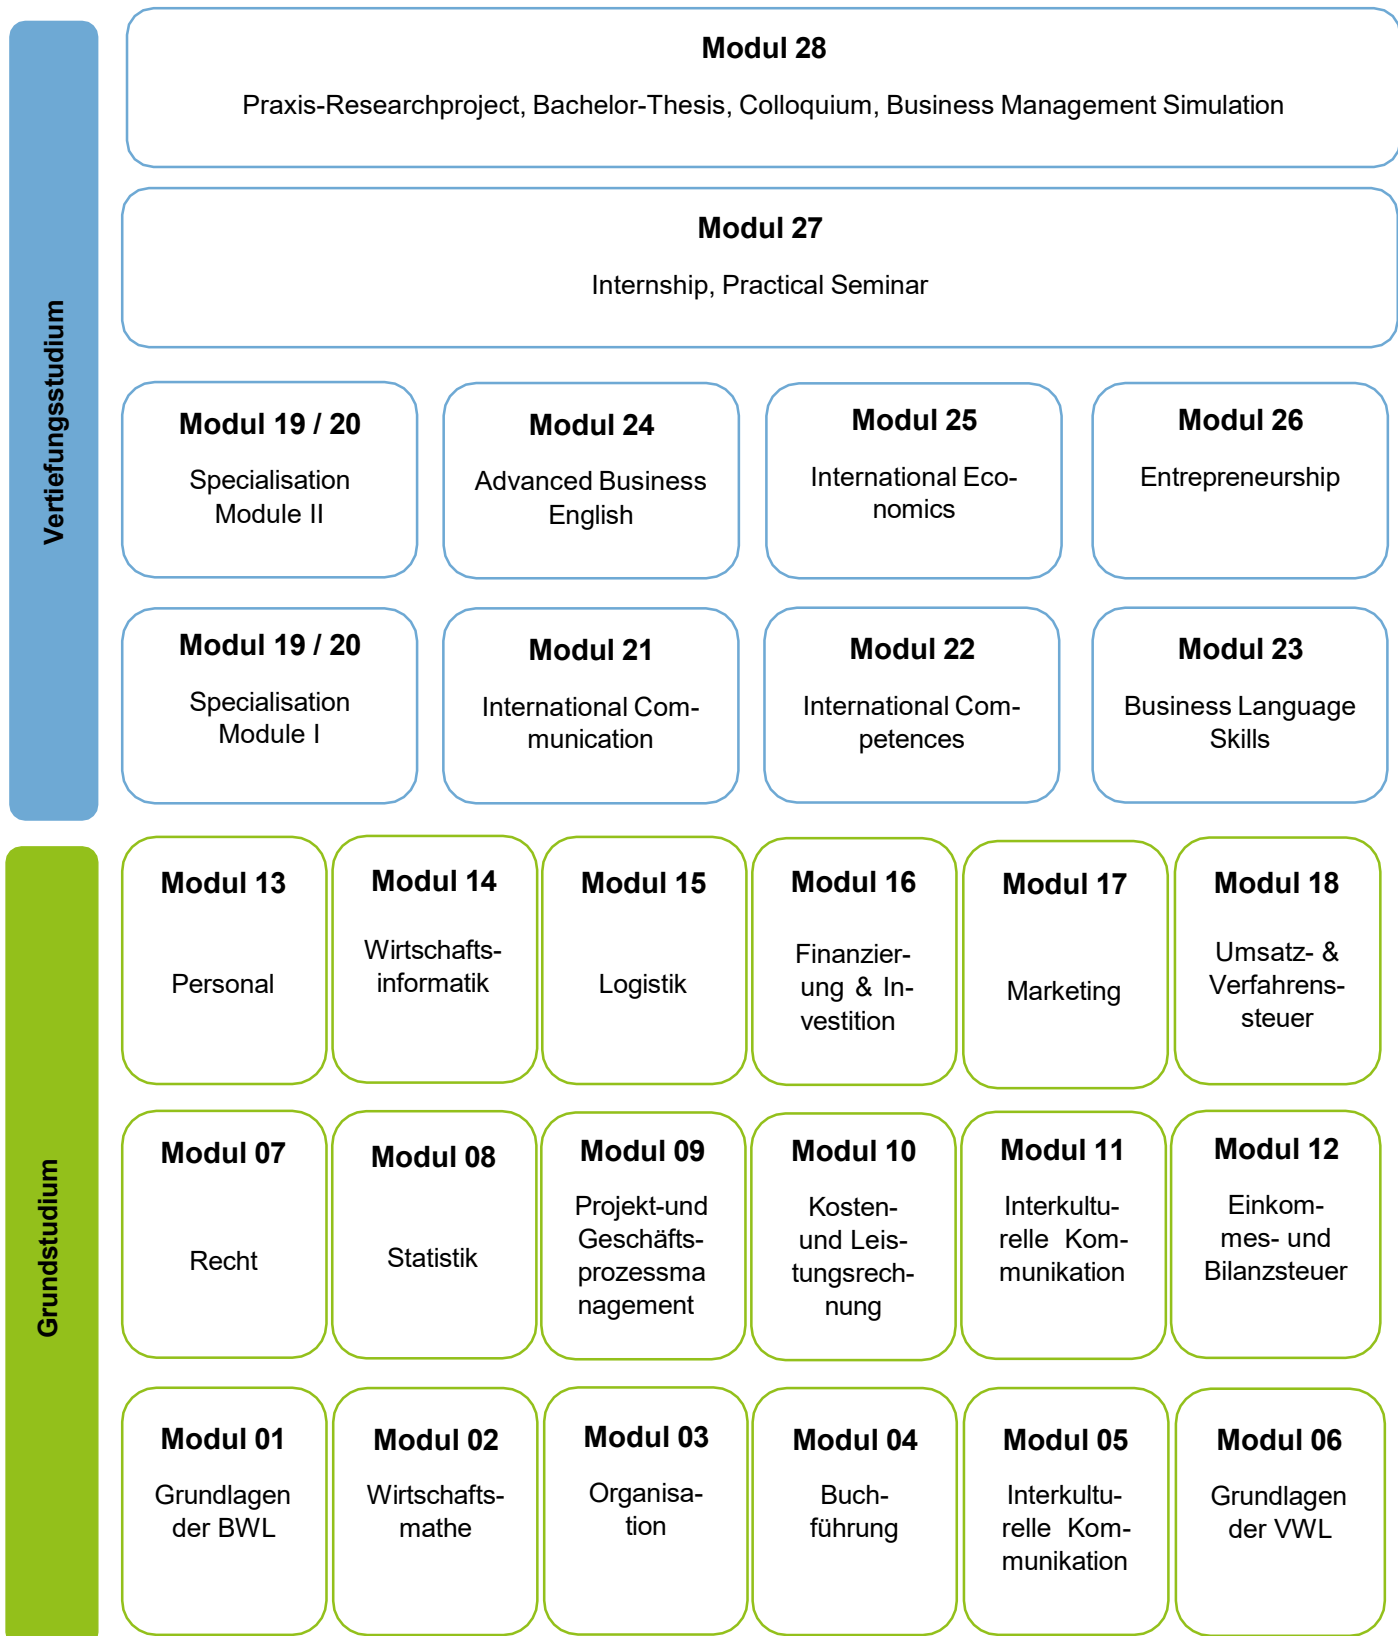 Vertiefungsstudium
Modul 28
Praxis-Researchproject, Bachelor-Thesis, Colloquium, Business Management Simulation
Modul 27
Internship, Practical Seminar
Modul 19 / 20
Specialisation
Module II
Modul 24
Advanced Business
English
Modul 25
International Eco-
nomics
Modul 26
Entrepreneurship
Modul 19 / 20
Specialisation
Module I
Modul 21
International Com-
munication
Modul 22
International Com-
petences
Modul 23
Business Language
Skills
Grundstudium
Modul 13
Personal
Modul 14
Wirtschafts-
informatik
Modul 15
Logistik
Modul 16
Finanzier-
ung & In-
vestition
Modul 17
Marketing
Modul 18
Umsatz- &
Verfahrens-
steuer
Modul 07
Recht
Modul 08
Statistik
Modul 09
Projekt-und
Geschäfts-
prozessma
nagement
Modul 10
Kosten-
und Leis-
tungsrech-
nung
Modul 11
Interkultu-
relle Kom-
munikation
Modul 12
Einkom-
mes- und
Bilanzsteuer
Modul 01
Grundlagen
der BWL
Modul 02
Wirtschafts-
mathe
Modul 03
Organisa-
tion
Modul 04
Buch-
führung
Modul 05
Interkultu-
relle Kom-
munikation
Modul 06
Grundlagen
der VWL